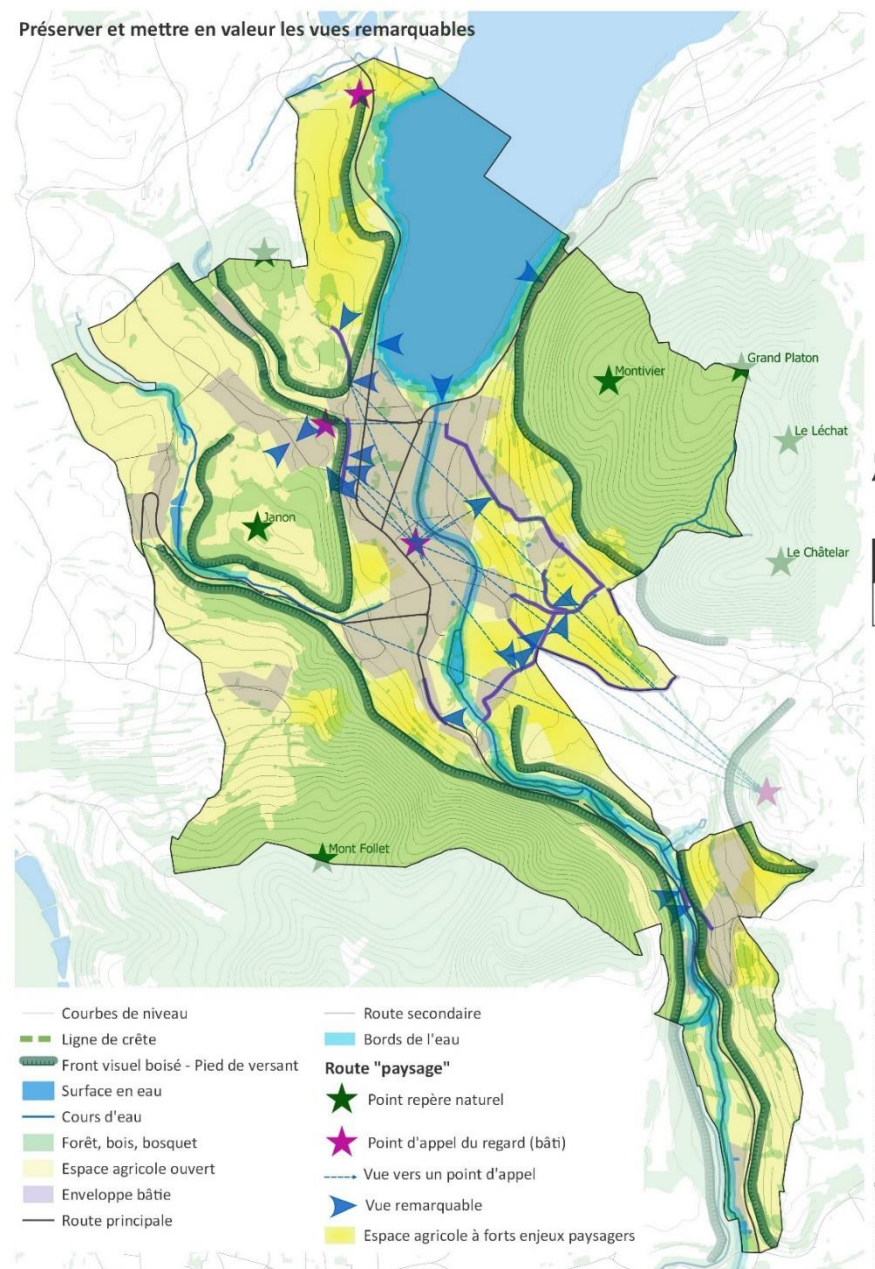 Préserver et mettre en valeur les vues remarquables
Grand Platon
Montivier
Le Léchat
Janon
Le Châtelar
Mont Follet
Courbes de niveau
Ligne de crête
Front visuel boisé - Pied de versant
Surface en eau
Cours d'eau
Forêt, bois, bosquet
Espace agricole ouvert
Enveloppe bâtie
Route principale
Route secondaire
Bords de l'eau
Route "paysage"
Point repère naturel
Point d'appel du regard (bâti)
Vue vers un point d'appel
Vue remarquable
Espace agricole à forts enjeux paysagers